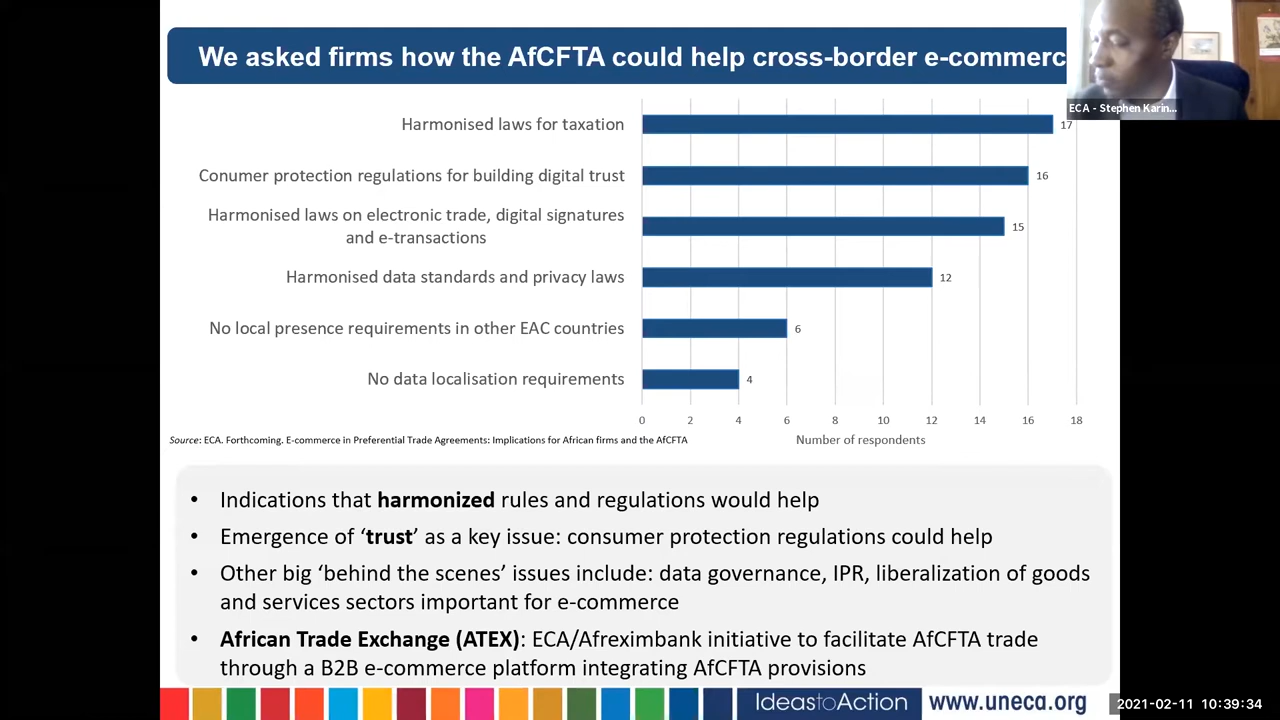 We asked firms how the AfCFTA could help cross-border e-commerc
ECA - Stephen Karin...
Harmonised laws for taxation
17
Conumer protection regulations for building digital trust
16
Harmonised laws on electronic trade, digital signatures
and e-transactions
15
Harmonised data standards and privacy laws
12
No local presence requirements in other EAC countries
6
No data localisation requirements
4
0 2 4 6 8 10 12 14 16 18
Number of respondents
Source: ECA. Forthcoming. E-commerce in Preferential Trade Agreements: Implications for African firms and the AfCFTA
• Indications that harmonized rules and regulations would help
• Emergence of ‘trust’ as a key issue: consumer protection regulations could help
• Other big ‘behind the scenes’ issues include: data governance, IPR, liberalization of goods
and services sectors important for e-commerce
• African Trade Exchange (ATEX): ECA/Afreximbank initiative to facilitate AfCFTA trade
through a B2B e-commerce platform integrating AfCFTA provisions
IdeastoAction
www.uneca.org
2021-02-11 10:39:34